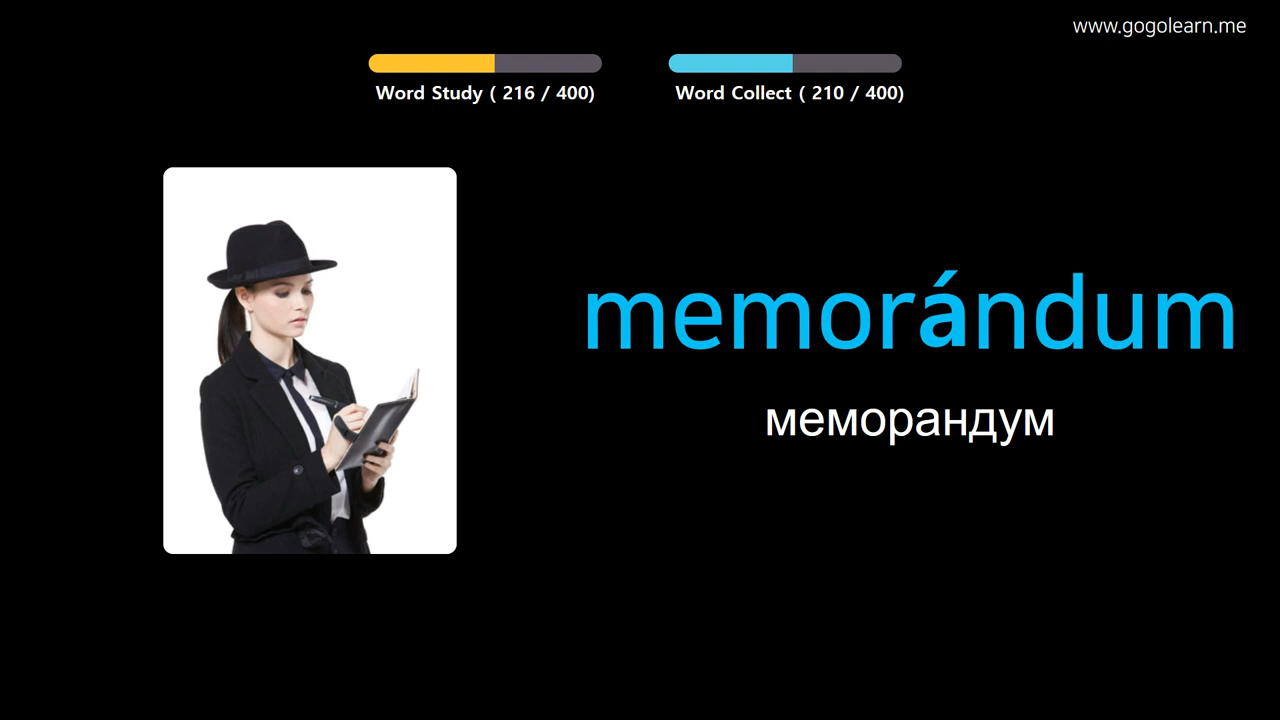 www.gogolearn.me
Word Study ( 216 / 400)
Word Collect ( 210 / 400)
memorándum
меморандум